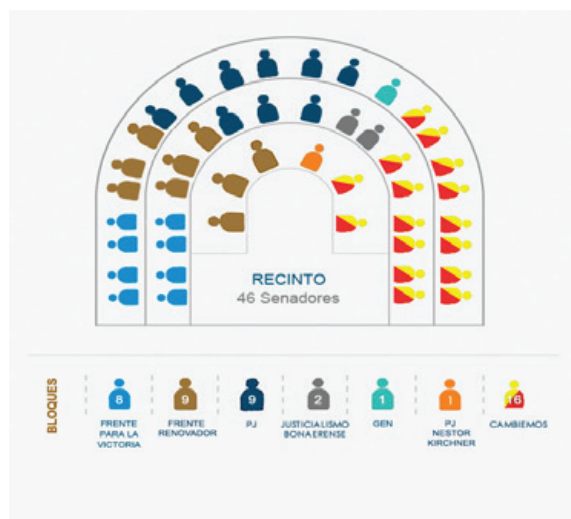 RECINTO
46 Senadores
BLOQUES
8
FRENTE
PARA LA
VICTORIA
9
FRENTE
RENOVADOR
9
PJ
2
JUSTICIALISMO
BONAERENSE
1
GEN
1
PJ
NESTOR
KIRCHNER
16
CAMBIEMOS